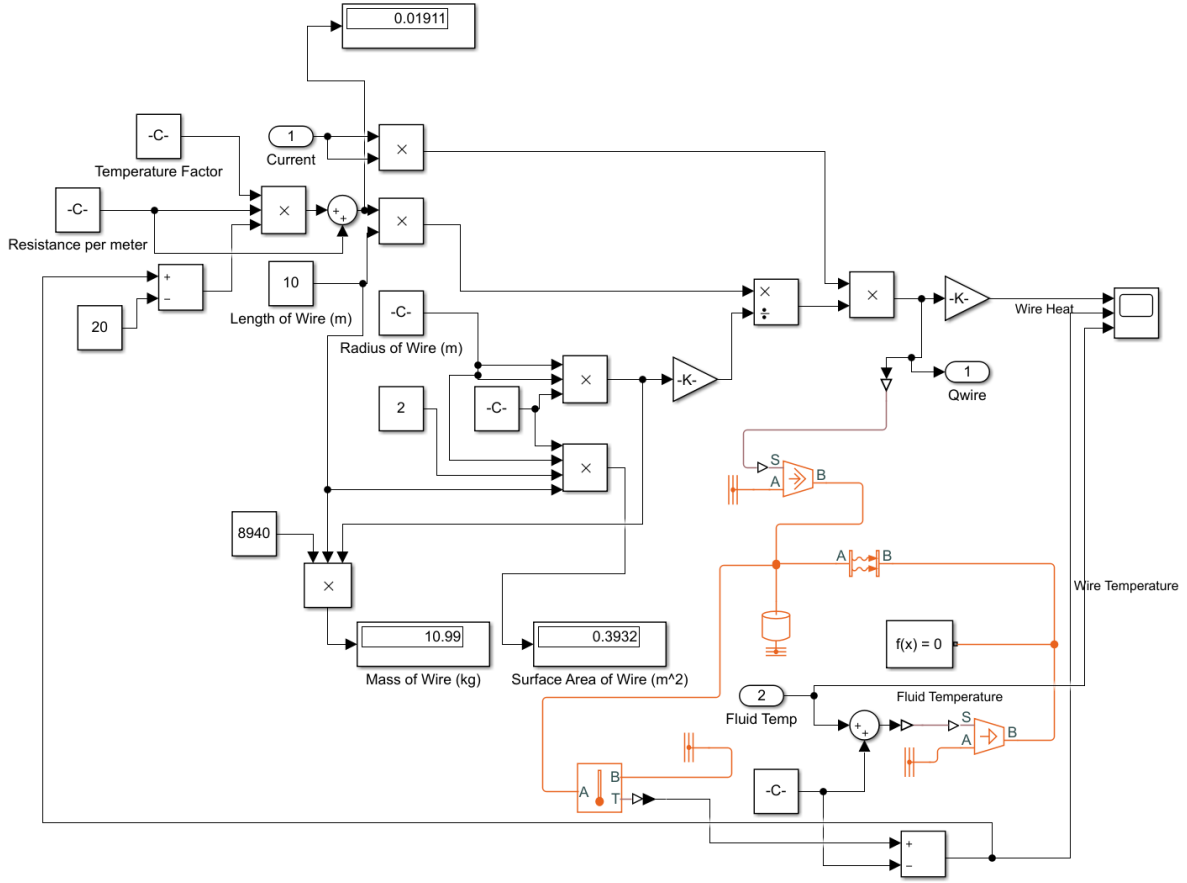 0.01911
-C-
Temperature Factor
1
Current
×
-C-
Resistance per meter
×
+
+
×
+
−
20
10
Length of Wire (m)
-C-
Radius of Wire (m)
×
÷
×
-K-
Wire Heat
2
-C-
×
-K-
1
Qwire
×
S
A
B
8940
×
A
B
Wire Temperature
10.99
Mass of Wire (kg)
0.3932
Surface Area of Wire (m^2)
f(x) = 0
2
Fluid Temp
Fluid Temperature
+
+
S
A
B
A
B
T
-C-
+
−